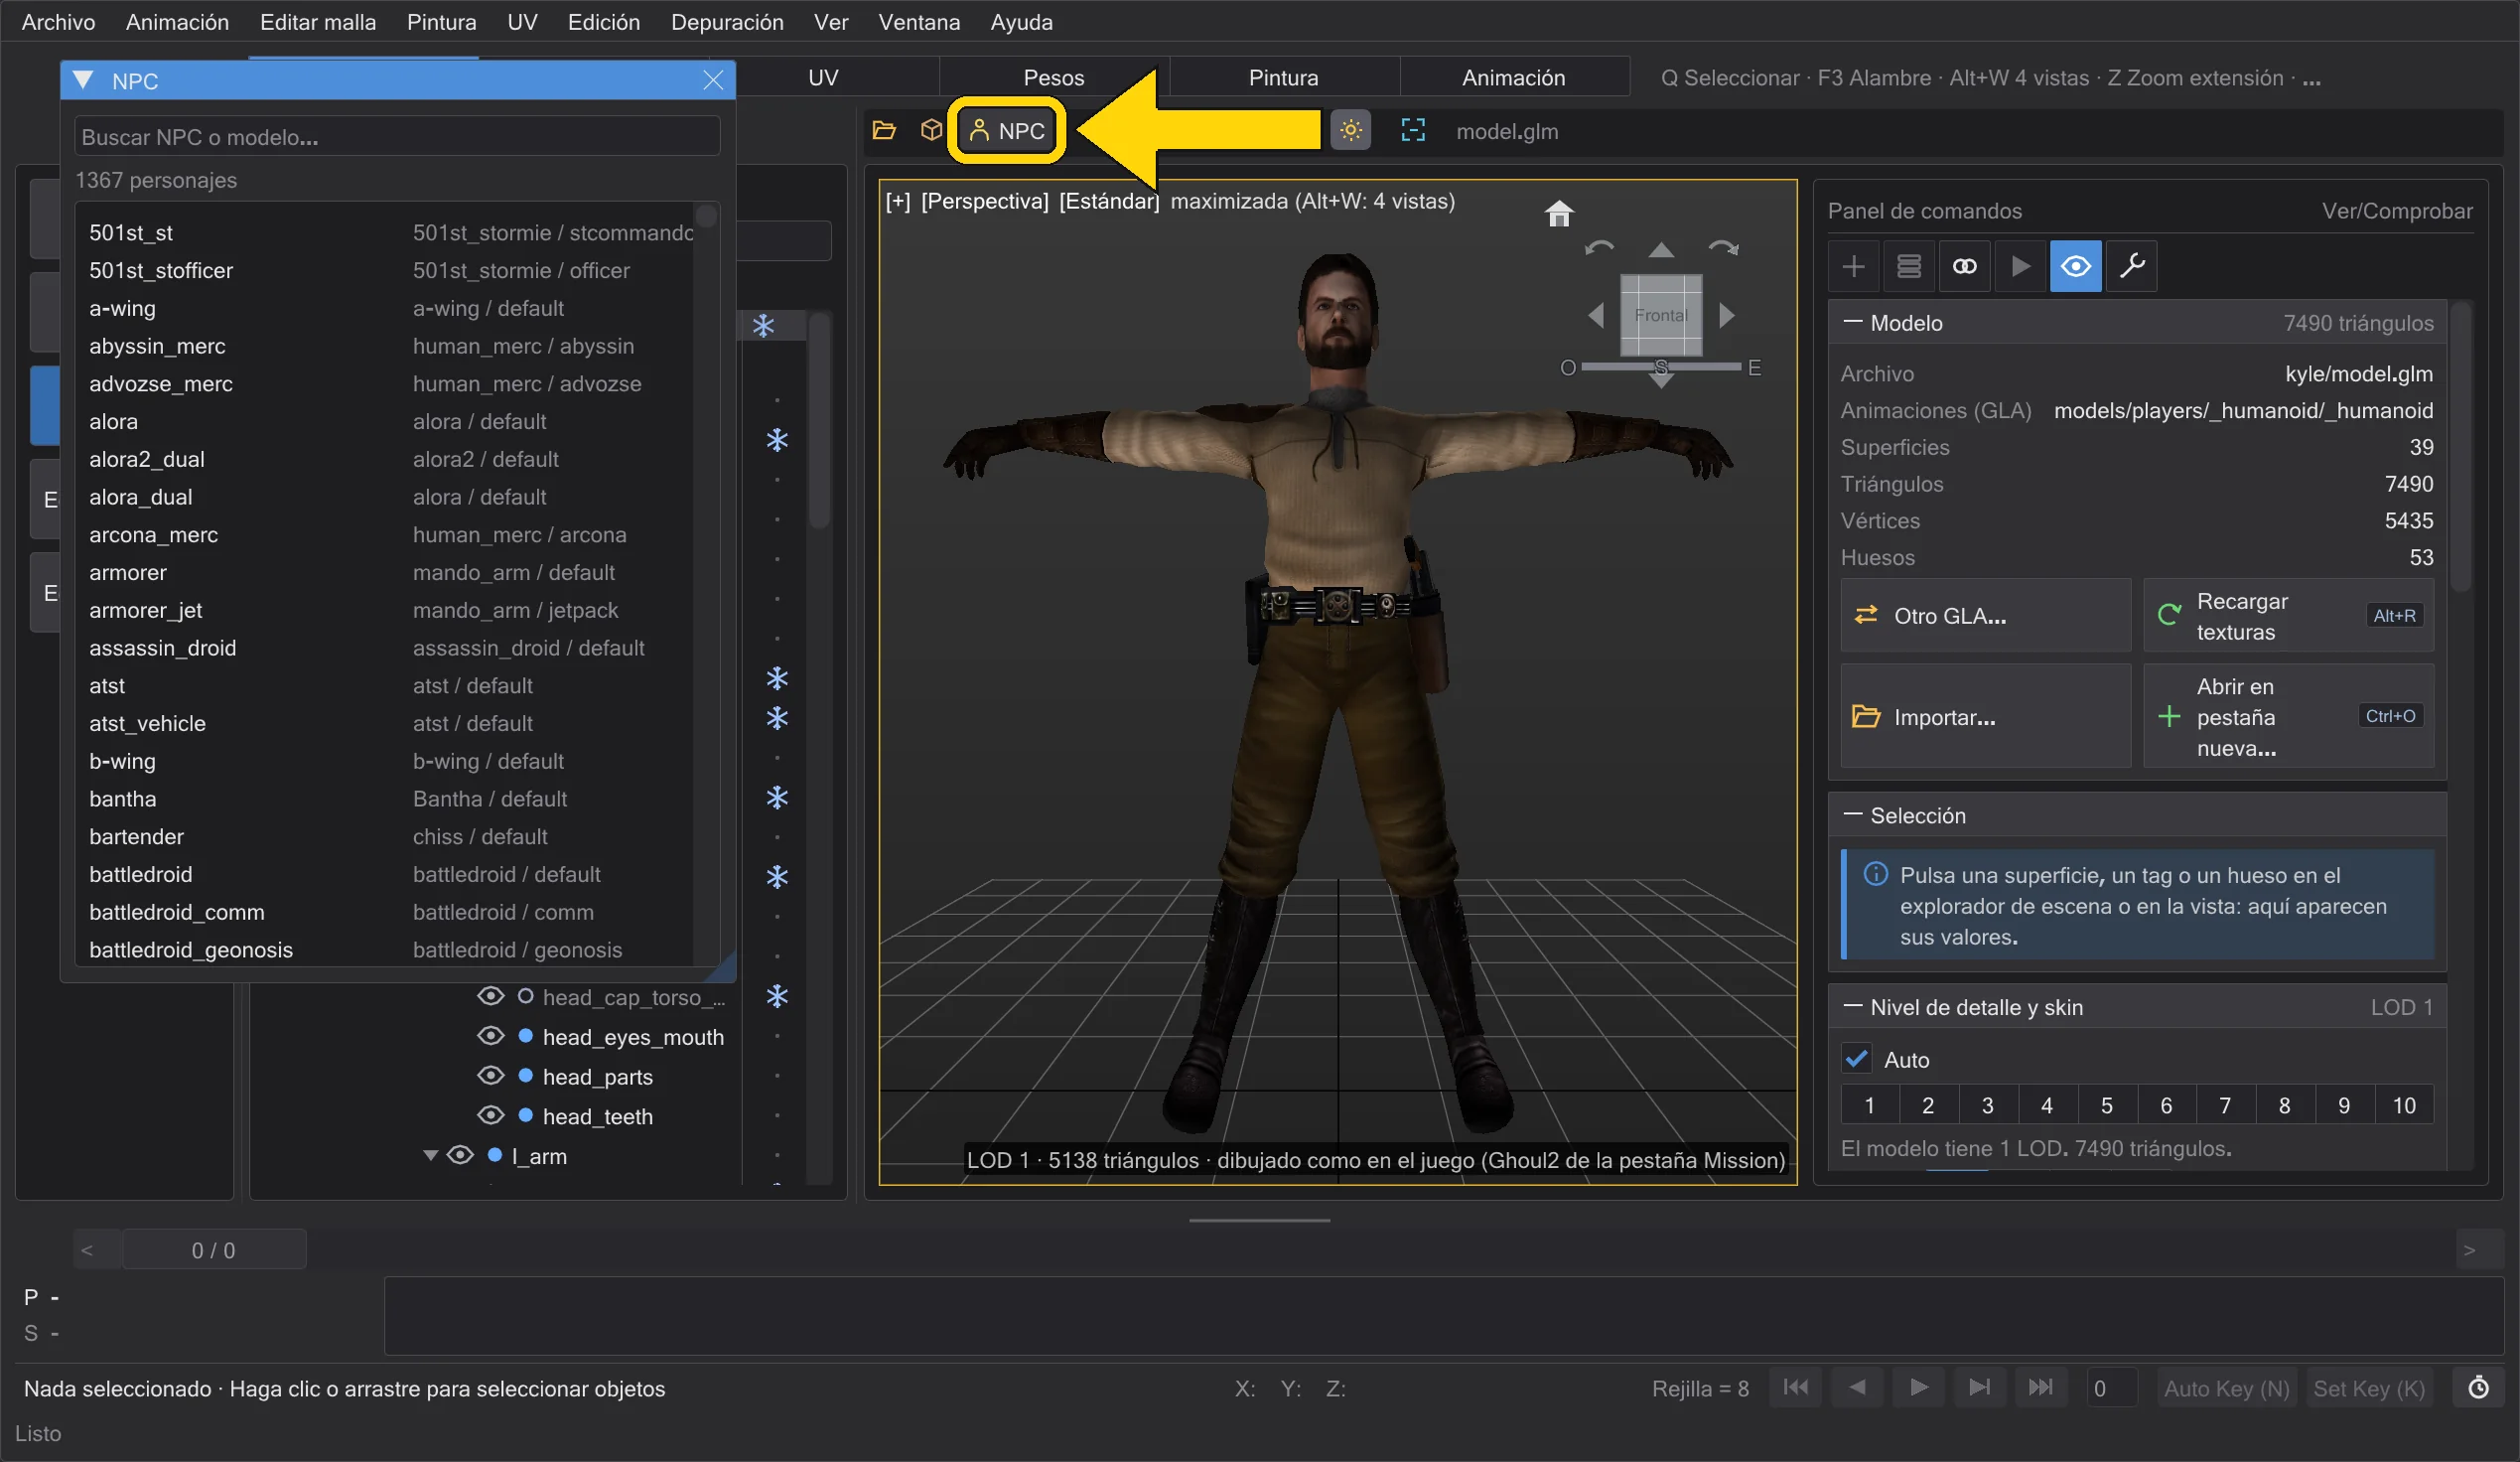 Archivo Animación Editar malla Pintura UV Edición Depuración Ver Ventana Ayuda
NPC
UV Pesos Pintura Animación Q Seleccionar · F3 Alambre · Alt+W 4 vistas · Z Zoom extensión · ...
Buscar NPC o modelo...
NPC model.glm
1367 personajes
501st_st 501st_stormie / stcommando
501st_stofficer 501st_stormie / officer
a-wing a-wing / default
abyssin_merc human_merc / abyssin
advozse_merc human_merc / advozse
alora alora / default
alora2_dual alora2 / default
alora_dual alora / default
arcona_merc human_merc / arcona
armorer mando_arm / default
armorer_jet mando_arm / jetpack
assassin_droid assassin_droid / default
atst atst / default
atst_vehicle atst / default
b-wing b-wing / default
bantha Bantha / default
bartender chiss / default
battledroid battledroid / default
battledroid_comm battledroid / comm
battledroid_geonosis battledroid / geonosis
head_cap_torso_...
head_eyes_mouth
head_parts
head_teeth
l_arm
[+] [Perspectiva] [Estándar] maximizada (Alt+W: 4 vistas)
Frontal
O S E
LOD 1 · 5138 triángulos · dibujado como en el juego (Ghoul2 de la pestaña Mission)
Panel de comandos Ver/Comprobar
Modelo 7490 triángulos
Archivo kyle/model.glm
Animaciones (GLA) models/players/_humanoid/_humanoid
Superficies 39
Triángulos 7490
Vértices 5435
Huesos 53
Otro GLA...
Recargar texturas Alt+R
Importar...
Abrir en pestaña nueva... Ctrl+O
Selección
Pulsa una superficie, un tag o un hueso en el
explorador de escena o en la vista: aquí aparecen
sus valores.
Nivel de detalle y skin LOD 1
Auto
1 2 3 4 5 6 7 8 9 10
El modelo tiene 1 LOD. 7490 triángulos.
< 0 / 0 >
P -
S -
Nada seleccionado · Haga clic o arrastre para seleccionar objetos X: Y: Z: Rejilla = 8 0 Auto Key (N) Set Key (K)
Listo